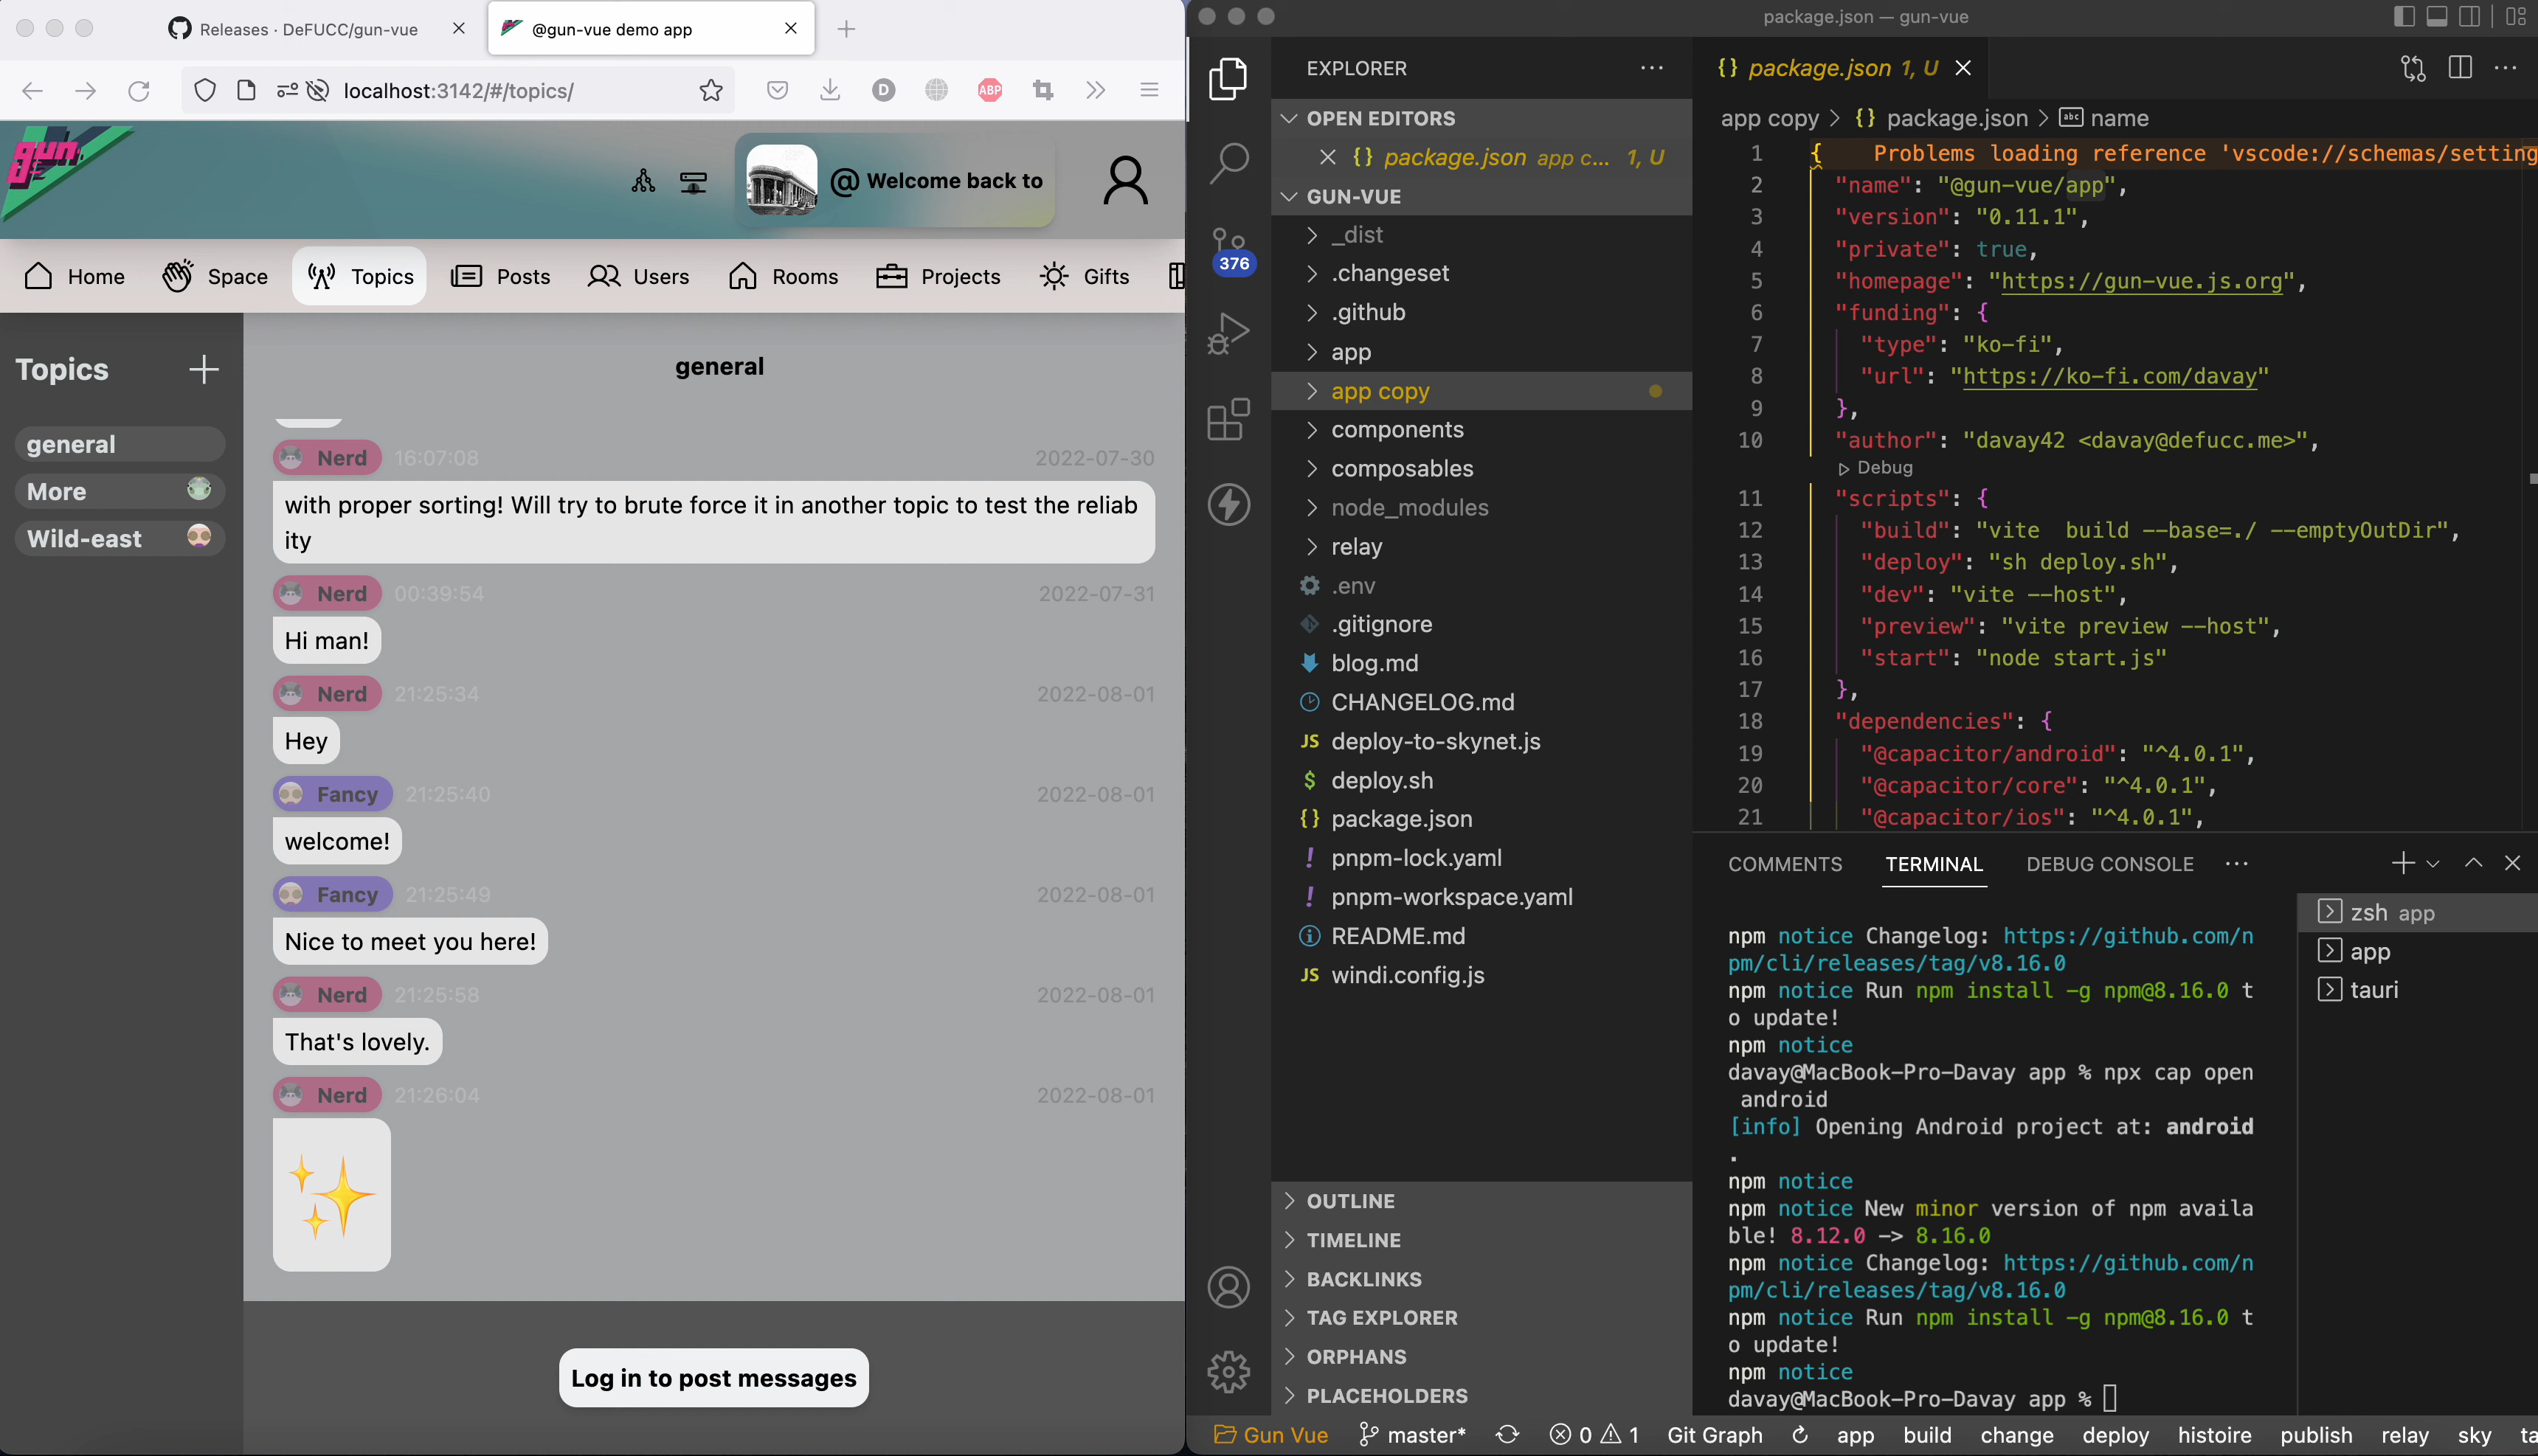 Releases · DeFUCC/gun-vue
@gun-vue demo app
localhost:3142/#/topics/
D
ABP
gun
@ Welcome back to
Home
Space
Topics
Posts
Users
Rooms
Projects
Gifts
Topics
general
More
Wild-east
general
Nerd 16:07:08 2022-07-30
with proper sorting! Will try to brute force it in another topic to test the reliab
ity
Nerd 00:39:54 2022-07-31
Hi man!
Nerd 21:25:34 2022-08-01
Hey
Fancy 21:25:40 2022-08-01
welcome!
Fancy 21:25:49 2022-08-01
Nice to meet you here!
Nerd 21:25:58 2022-08-01
That's lovely.
Nerd 21:26:04 2022-08-01
Log in to post messages
package.json — gun-vue
376
EXPLORER
OPEN EDITORS
{} package.json app c... 1, U
GUN-VUE
_dist
.changeset
.github
app
app copy
components
composables
node_modules
relay
.env
.gitignore
blog.md
CHANGELOG.md
JS deploy-to-skynet.js
$ deploy.sh
{} package.json
! pnpm-lock.yaml
! pnpm-workspace.yaml
README.md
JS windi.config.js
OUTLINE
TIMELINE
BACKLINKS
TAG EXPLORER
ORPHANS
PLACEHOLDERS
{} package.json 1, U
app copy > {} package.json > abc name
1 { Problems loading reference 'vscode://schemas/setting
2 "name": "@gun-vue/app",
3 "version": "0.11.1",
4 "private": true,
5 "homepage": "https://gun-vue.js.org",
6 "funding": {
7 "type": "ko-fi",
8 "url": "https://ko-fi.com/davay"
9 },
10 "author": "davay42 <davay@defucc.me>",
Debug
11 "scripts": {
12 "build": "vite  build --base=./ --emptyOutDir",
13 "deploy": "sh deploy.sh",
14 "dev": "vite --host",
15 "preview": "vite preview --host",
16 "start": "node start.js"
17 },
18 "dependencies": {
19 "@capacitor/android": "^4.0.1",
20 "@capacitor/core": "^4.0.1",
21 "@capacitor/ios": "^4.0.1",
COMMENTS TERMINAL DEBUG CONSOLE
npm notice Changelog: https://github.com/n
pm/cli/releases/tag/v8.16.0
npm notice Run npm install -g npm@8.16.0 t
o update!
npm notice
davay@MacBook-Pro-Davay app % npx cap open
android
[info] Opening Android project at: android
.
npm notice
npm notice New minor version of npm availa
ble! 8.12.0 -> 8.16.0
npm notice Changelog: https://github.com/n
pm/cli/releases/tag/v8.16.0
npm notice Run npm install -g npm@8.16.0 t
o update!
npm notice
davay@MacBook-Pro-Davay app %
zsh app
app
tauri
Gun Vue master* 0 1 Git Graph app build change deploy histoire publish relay sky ta